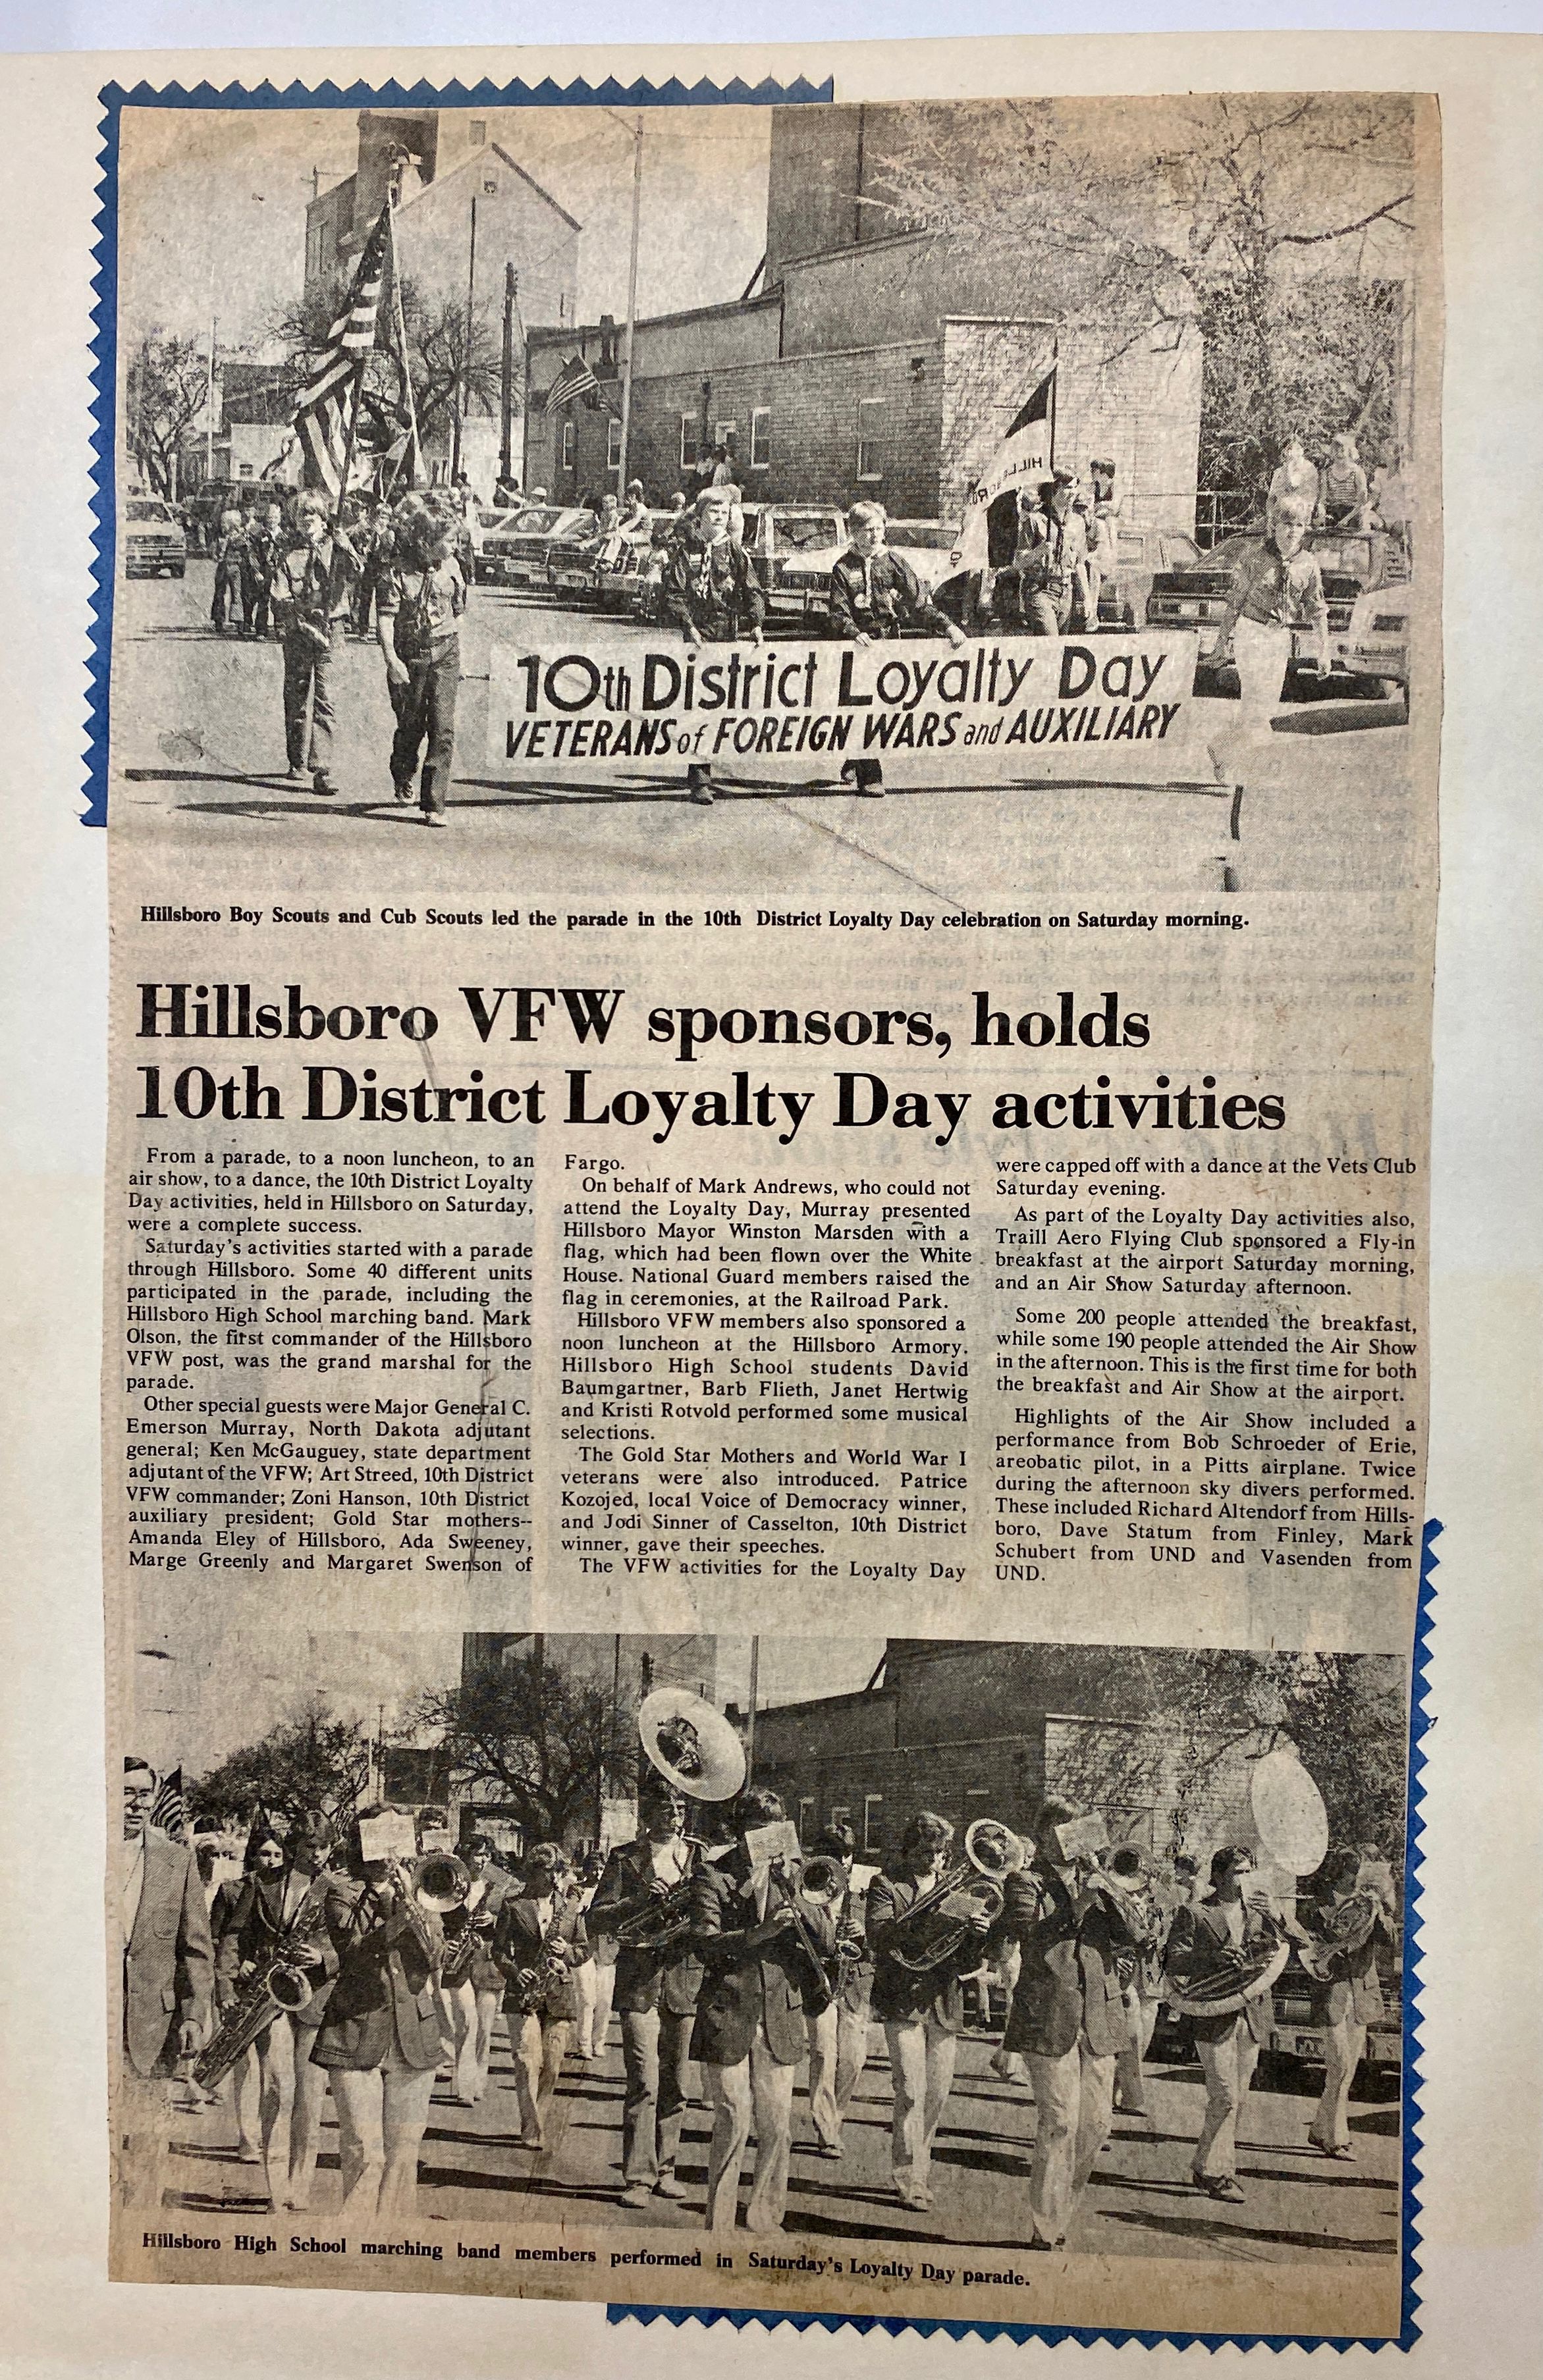 10th District Loyalty Day
VETERANS of FOREIGN WARS and AUXILIARY
Hillsboro Boy Scouts and Cub Scouts led the parade in the 10th District Loyalty Day celebration on Saturday morning.
Hillsboro VFW sponsors, holds
10th District Loyalty Day activities
From a parade, to a noon luncheon, to an
air show, to a dance, the 10th District Loyalty
Day activities, held in Hillsboro on Saturday,
were a complete success.
Saturday's activities started with a parade
through Hillsboro. Some 40 different units
participated in the parade, including the
Hillsboro High School marching band. Mark
Olson, the first commander of the Hillsboro
VFW post, was the grand marshal for the
parade.
Other special guests were Major General C.
Emerson Murray, North Dakota adjutant
general; Ken McGauguey, state department
adjutant of the VFW; Art Streed, 10th District
VFW commander; Zoni Hanson, 10th District
auxiliary president; Gold Star mothers--
Amanda Eley of Hillsboro, Ada Sweeney,
Marge Greenly and Margaret Swenson of
Fargo.
On behalf of Mark Andrews, who could not
attend the Loyalty Day, Murray presented
Hillsboro Mayor Winston Marsden with a
flag, which had been flown over the White
House. National Guard members raised the
flag in ceremonies, at the Railroad Park.
Hillsboro VFW members also sponsored a
noon luncheon at the Hillsboro Armory.
Hillsboro High School students David
Baumgartner, Barb Flieth, Janet Hertwig
and Kristi Rotvold performed some musical
selections.
The Gold Star Mothers and World War I
veterans were also introduced. Patrice
Kozojed, local Voice of Democracy winner,
and Jodi Sinner of Casselton, 10th District
winner, gave their speeches.
The VFW activities for the Loyalty Day
were capped off with a dance at the Vets Club
Saturday evening.
As part of the Loyalty Day activities also,
Traill Aero Flying Club sponsored a Fly-in
breakfast at the airport Saturday morning,
and an Air Show Saturday afternoon.
Some 200 people attended the breakfast,
while some 190 people attended the Air Show
in the afternoon. This is the first time for both
the breakfast and Air Show at the airport.
Highlights of the Air Show included a
performance from Bob Schroeder of Erie,
areobatic pilot, in a Pitts airplane. Twice
during the afternoon sky divers performed.
These included Richard Altendorf from Hills-
boro, Dave Statum from Finley, Mark
Schubert from UND and Vasenden from
UND.
Hillsboro High School marching band members performed in Saturday's Loyalty Day parade.